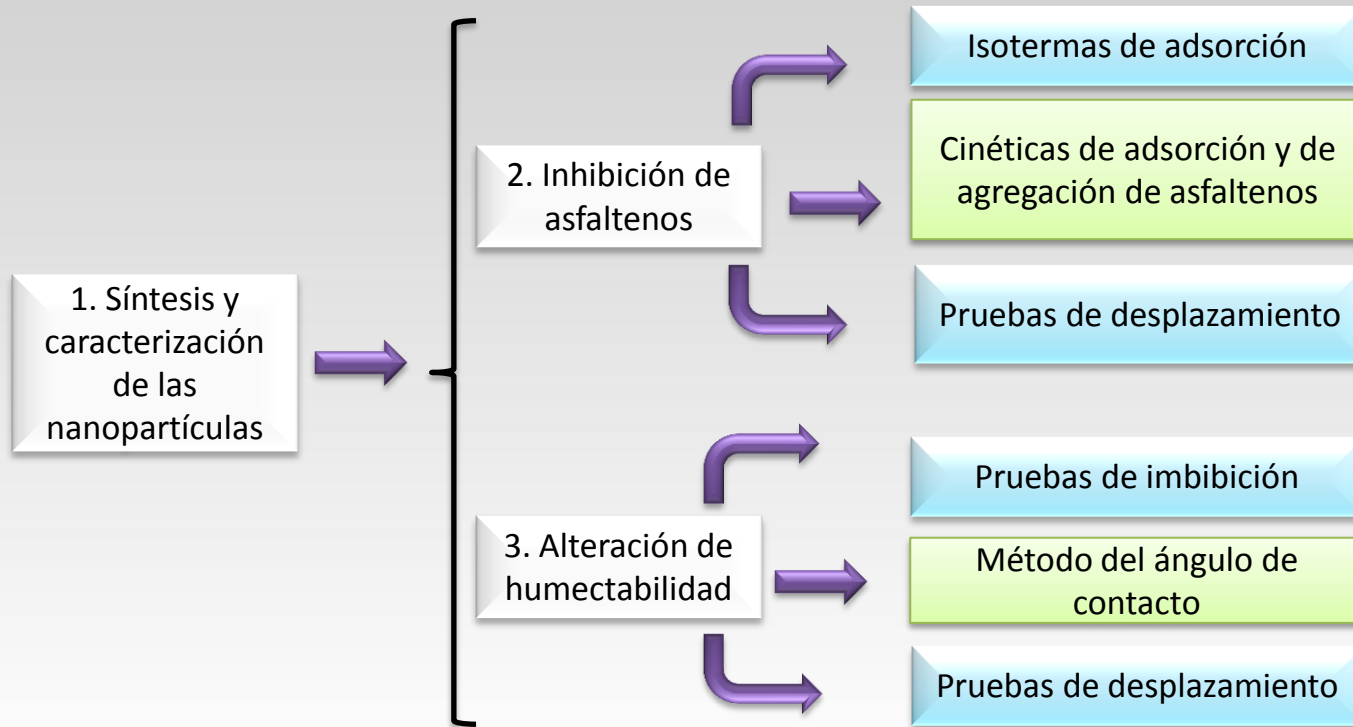 1. Síntesis y
caracterización
de las
nanopartículas
2. Inhibición de
asfaltenos
Isotermas de adsorción
Cinéticas de adsorción y de
agregación de asfaltenos
Pruebas de desplazamiento
3. Alteración de
humectabilidad
Pruebas de imbibición
Método del ángulo de
contacto
Pruebas de desplazamiento